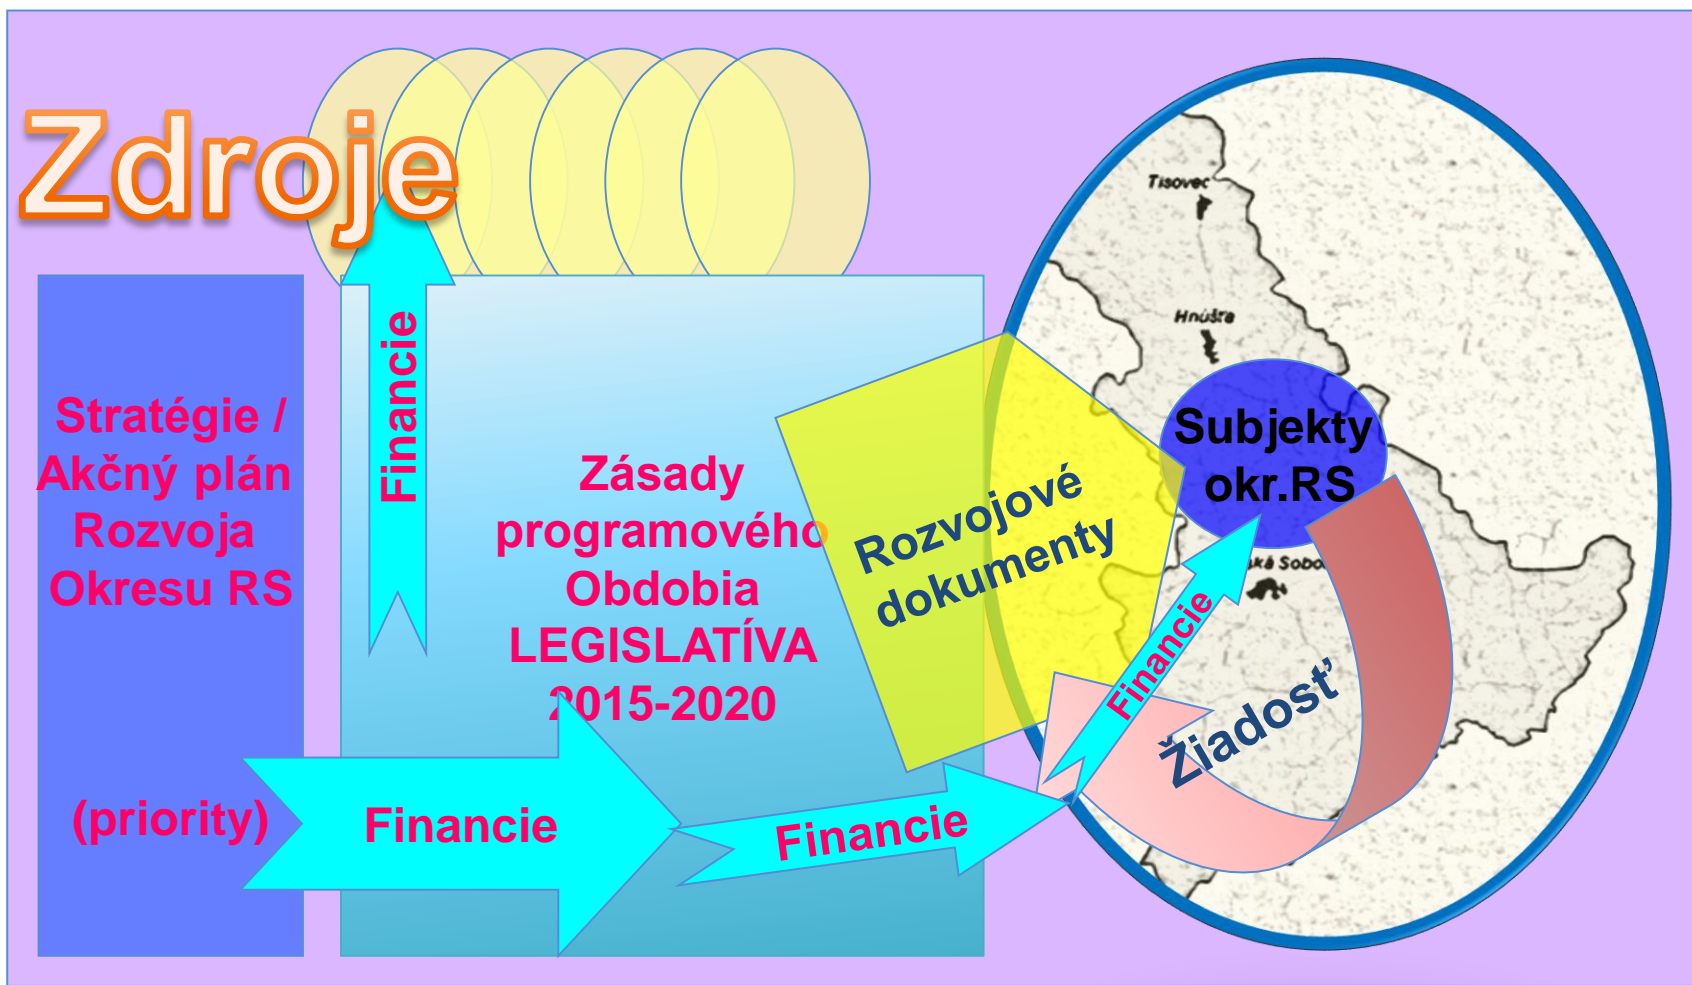 Zdroje
Stratégie /
Akčný plán
Rozvoja
Okresu RS
(priority)
Financie
Zásady
programového
Obdobia
LEGISLATÍVA
2015-2020
Financie
Financie
Rozvojové
dokumenty
Financie
Tisovec
Hnúšťa
Subjekty
okr.RS
Žiadosť